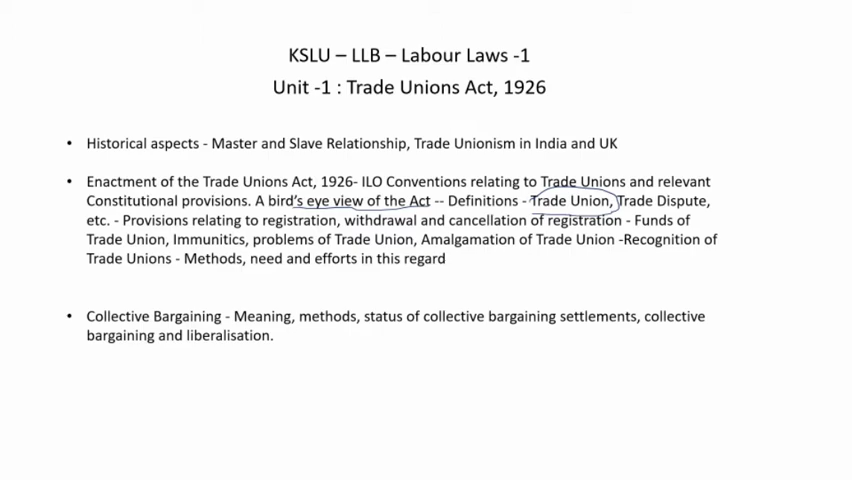 KSLU – LLB – Labour Laws -1
Unit -1 : Trade Unions Act, 1926
• Historical aspects - Master and Slave Relationship, Trade Unionism in India and UK
• Enactment of the Trade Unions Act, 1926- ILO Conventions relating to Trade Unions and relevant
Constitutional provisions. A bird's eye view of the Act -- Definitions - Trade Union, Trade Dispute,
etc. - Provisions relating to registration, withdrawal and cancellation of registration - Funds of
Trade Union, Immunitics, problems of Trade Union, Amalgamation of Trade Union -Recognition of
Trade Unions - Methods, need and efforts in this regard
• Collective Bargaining - Meaning, methods, status of collective bargaining settlements, collective
bargaining and liberalisation.